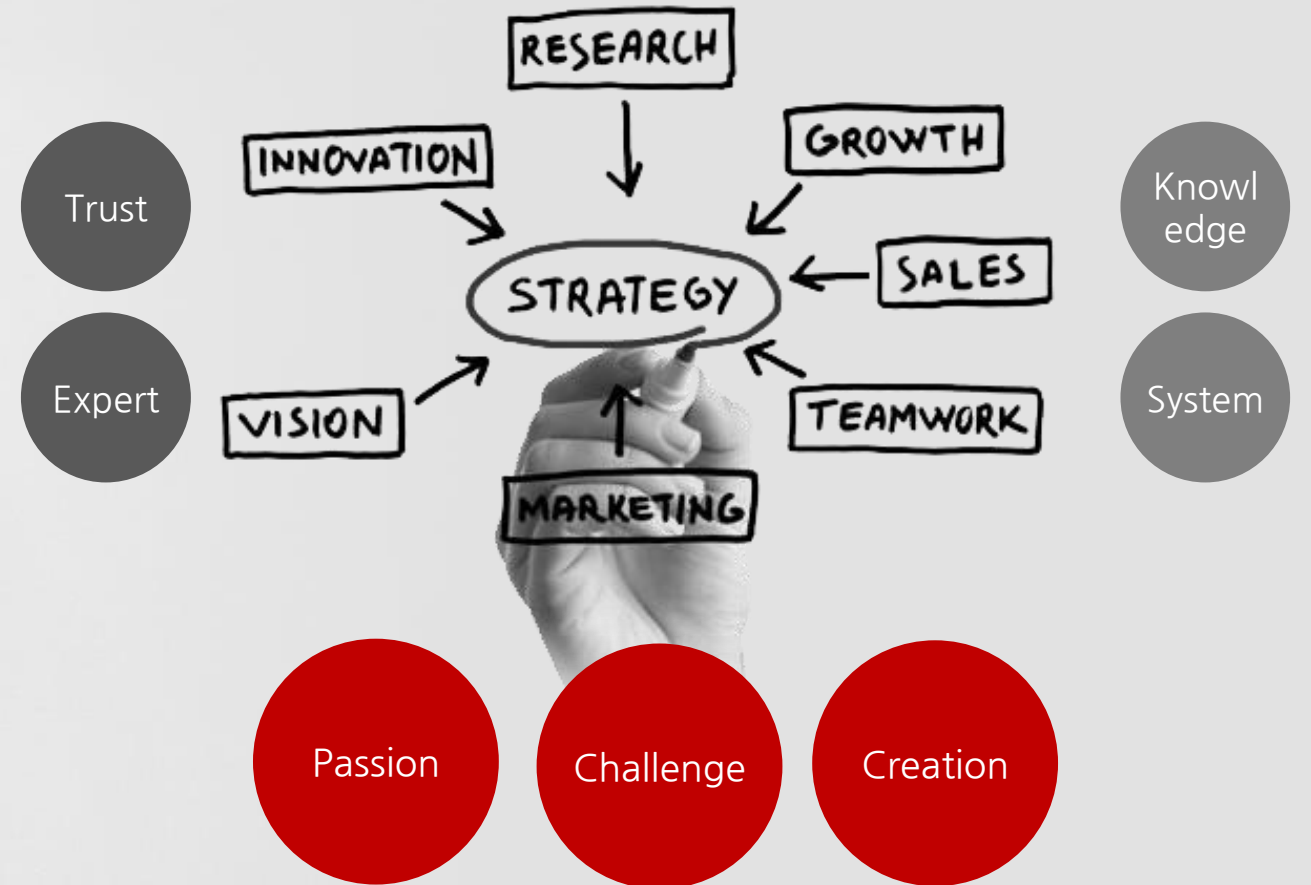 RESEARCH
GROWTH
INNOVATION
Trust
Knowl
edge
SALES
STRATEGY
Expert
System
VISION
TEAMWORK
MARKETING
Passion
Challenge
Creation